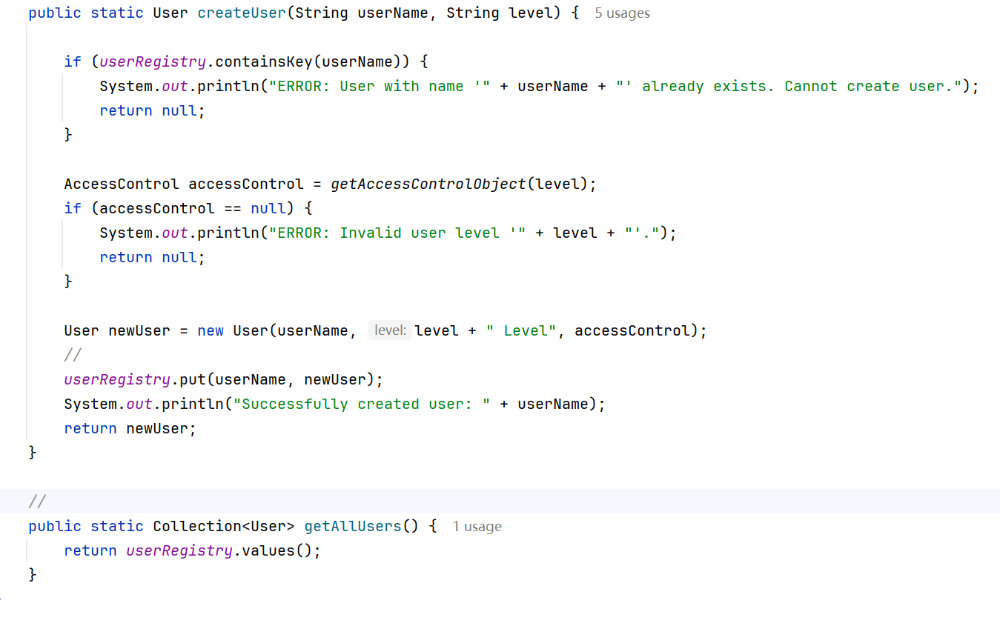 public static User createUser(String userName, String level) { 5 usages
if (userRegistry.containsKey(userName)) {
System.out.println("ERROR: User with name '" + userName + "' already exists. Cannot create user.");
return null;
}
AccessControl accessControl = getAccessControlObject(level);
if (accessControl == null) {
System.out.println("ERROR: Invalid user level '" + level + "'.");
return null;
}
User newUser = new User(userName, level: level + " Level", accessControl);
//
userRegistry.put(userName, newUser);
System.out.println("Successfully created user: " + userName);
return newUser;
}
//
public static Collection<User> getAllUsers() { 1 usage
return userRegistry.values();
}